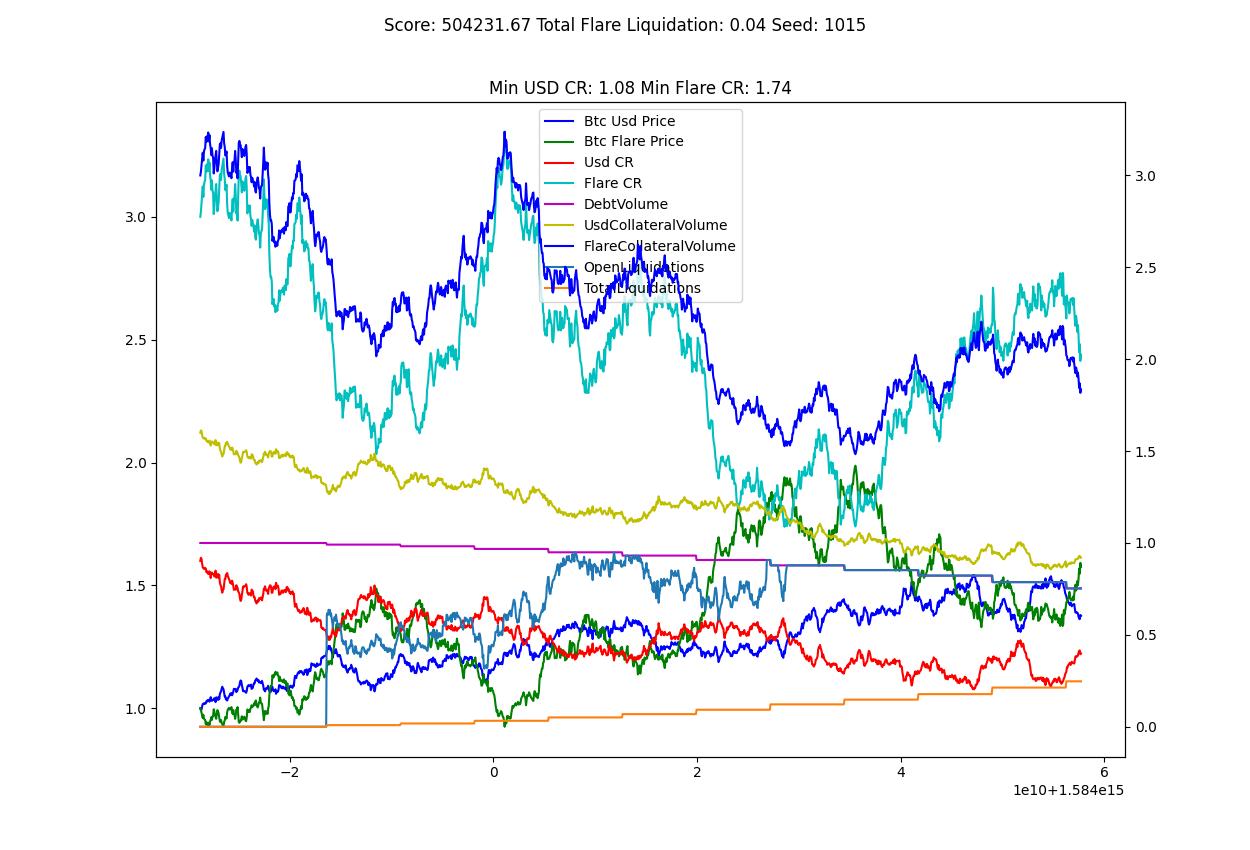 Score: 504231.67 Total Flare Liquidation: 0.04 Seed: 1015
Min USD CR: 1.08 Min Flare CR: 1.74
Btc Usd Price
Btc Flare Price
Usd CR
Flare CR
DebtVolume
UsdCollateralVolume
FlareCollateralVolume
OpenLiquidations
TotalLiquidations
3.0
2.5
2.0
1.5
1.0
3.0
2.5
2.0
1.5
1.0
0.5
0.0
−2 0 2 4 6
1e10+1.584e15